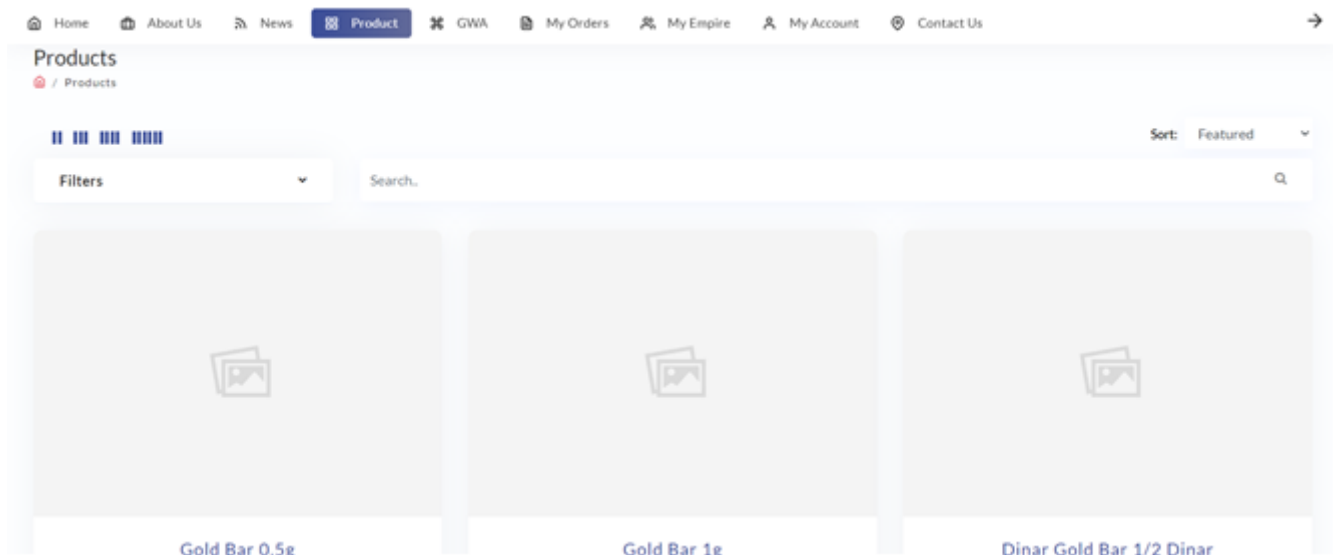 Home About Us News Product GWA My Orders My Empire My Account Contact Us
Products
/ Products
Sort: Featured
Filters Search..
Gold Bar 0.5g Gold Bar 1g Dinar Gold Bar 1/2 Dinar